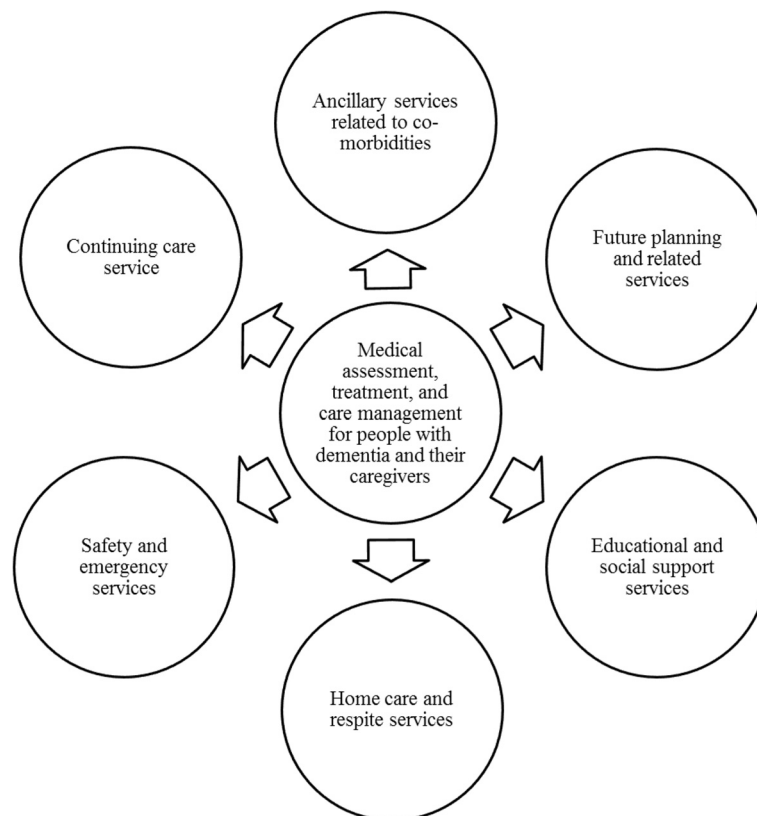 Ancillary services
related to co-
morbidities
Continuing care
service
Future planning
and related
services
Medical
assessment,
treatment, and
care management
for people with
dementia and their
caregivers
Safety and
emergency
services
Educational and
social support
services
Home care and
respite services